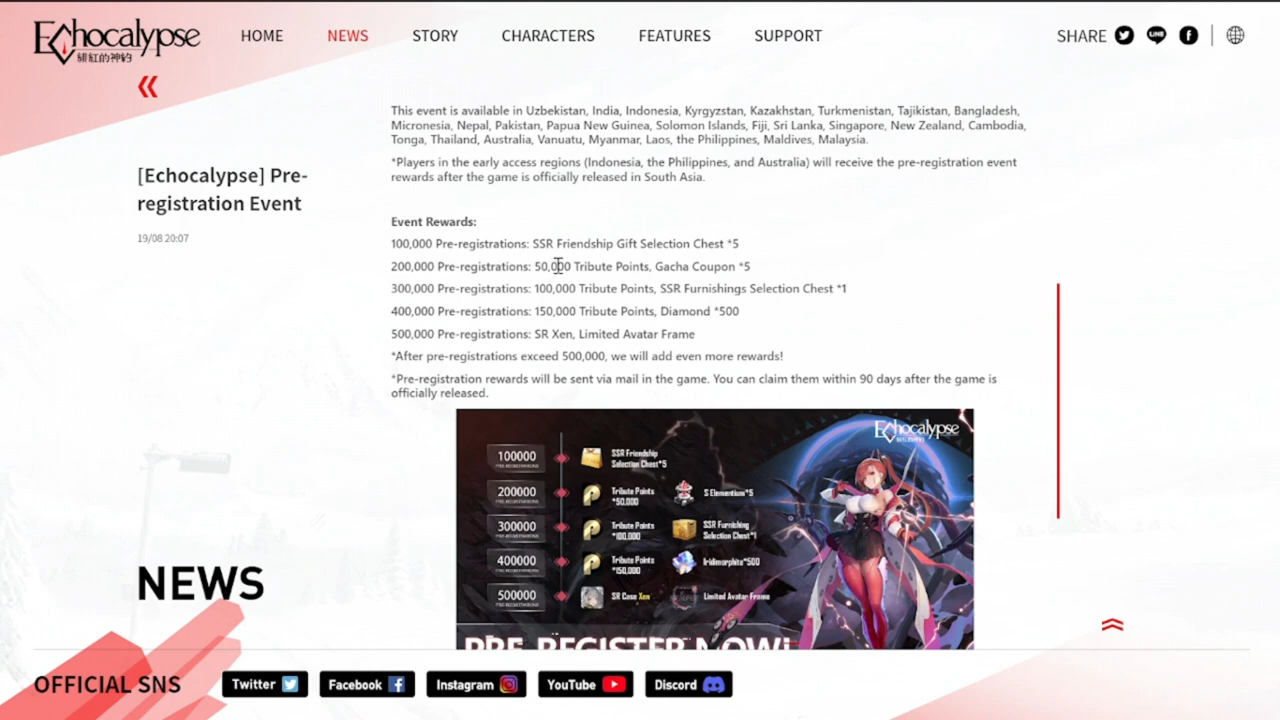 Echocalypse
緋紅的神約
HOME
NEWS
STORY
CHARACTERS
FEATURES
SUPPORT
SHARE
LINE
[Echocalypse] Pre-
registration Event
19/08 20:07
This event is available in Uzbekistan, India, Indonesia, Kyrgyzstan, Kazakhstan, Turkmenistan, Tajikistan, Bangladesh,
Micronesia, Nepal, Pakistan, Papua New Guinea, Solomon Islands, Fiji, Sri Lanka, Singapore, New Zealand, Cambodia,
Tonga, Thailand, Australia, Vanuatu, Myanmar, Laos, the Philippines, Maldives, Malaysia.
*Players in the early access regions (Indonesia, the Philippines, and Australia) will receive the pre-registration event
rewards after the game is officially released in South Asia.
Event Rewards:
100,000 Pre-registrations: SSR Friendship Gift Selection Chest *5
200,000 Pre-registrations: 50,000 Tribute Points, Gacha Coupon *5
300,000 Pre-registrations: 100,000 Tribute Points, SSR Furnishings Selection Chest *1
400,000 Pre-registrations: 150,000 Tribute Points, Diamond *500
500,000 Pre-registrations: SR Xen, Limited Avatar Frame
*After pre-registrations exceed 500,000, we will add even more rewards!
*Pre-registration rewards will be sent via mail in the game. You can claim them within 90 days after the game is
officially released.
Echocalypse
100000
SSR Friendship
Selection Chest*5
200000
Tribute Points
*50,000
S Elementium*5
300000
Tribute Points
*100,000
SSR Furnishing
Selection Chest*1
400000
Tribute Points
*150,000
Iridimorphite*500
500000
SR Case Xen
Limited Avatar Frame
PRE-REGISTER NOW!
NEWS
OFFICIAL SNS
Twitter
Facebook
Instagram
YouTube
Discord